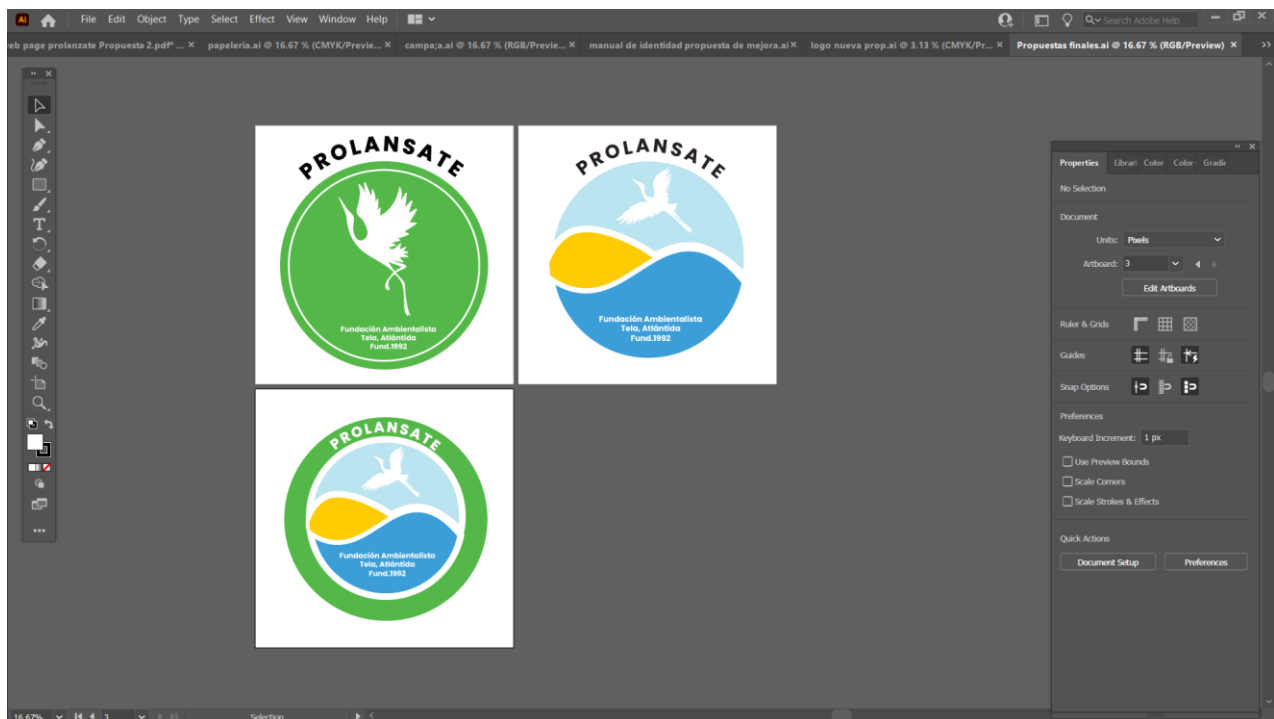 Ai File Edit Object Type Select Effect View Window Help Search Adobe Help
veb page prolanzate Propuesta 2.pdf* ... × papeleria.ai @ 16.67 % (CMYK/Previe... × campa;a.ai @ 16.67 % (RGB/Previe... × manual de identidad propuesta de mejora.ai × logo nueva prop.ai @ 3.13 % (CMYK/Pr... × Propuestas finales.ai @ 16.67 % (RGB/Preview) ×
PROLANSATE
Fundación Ambientalista
Tela, Atlántida
Fund.1992
PROLANSATE
Fundación Ambientalista
Tela, Atlántida
Fund.1992
PROLANSATE
Fundación Ambientalista
Tela, Atlántida
Fund.1992
Properties Librari Color Color Gradi
No Selection
Document
Units: Pixels
Artboard: 3
Edit Artboards
Ruler & Grids
Guides
Snap Options
Preferences
Keyboard Increment: 1 px
Use Preview Bounds
Scale Corners
Scale Strokes & Effects
Quick Actions
Document Setup Preferences
16.67% 3 Selection